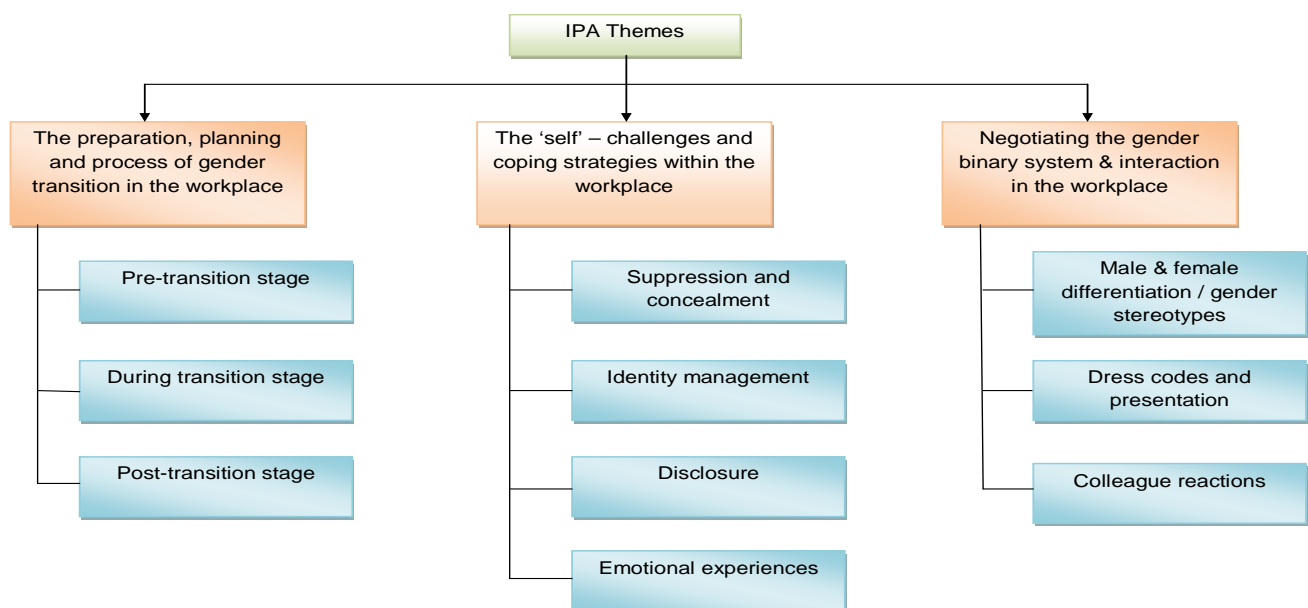 IPA Themes
The preparation, planning
and process of gender
transition in the workplace
Pre-transition stage
During transition stage
Post-transition stage
The ‘self’ – challenges and
coping strategies within the
workplace
Suppression and
concealment
Identity management
Disclosure
Emotional experiences
Negotiating the gender
binary system & interaction
in the workplace
Male & female
differentiation / gender
stereotypes
Dress codes and
presentation
Colleague reactions